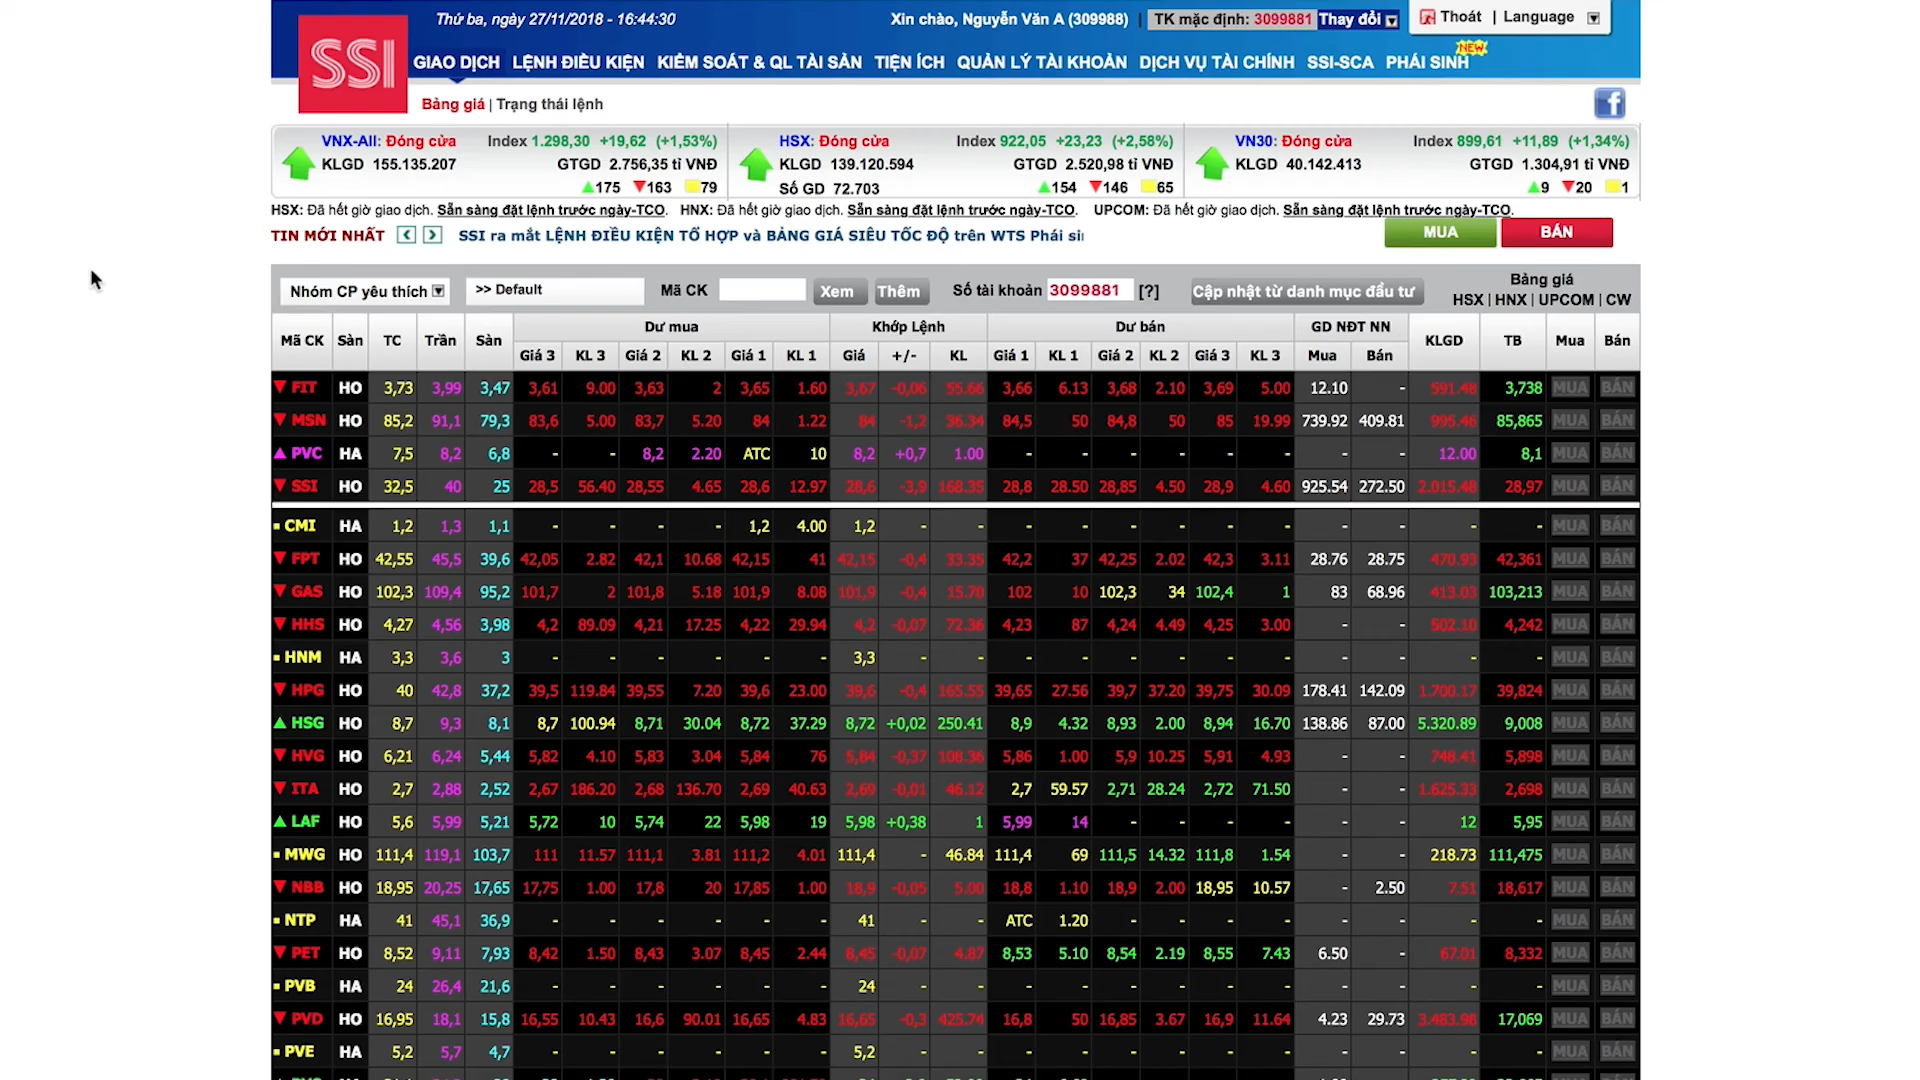 Thứ ba, ngày 27/11/2018 - 16:44:30
Xin chào, Nguyễn Văn A (309988) | TK mặc định: 3099881 Thay đổi
Thoát | Language
SSI
GIAO DỊCH LỆNH ĐIỀU KIỆN KIỂM SOÁT & QL TÀI SẢN TIỆN ÍCH QUẢN LÝ TÀI KHOẢN DỊCH VỤ TÀI CHÍNH SSI-SCA PHÁI SINH NEW
Bảng giá | Trạng thái lệnh
VNX-All: Đóng cửa Index 1.298,30 +19,62 (+1,53%)
KLGD 155.135.207 GTGD 2.756,35 tỉ VNĐ
175 163 79
HSX: Đóng cửa Index 922,05 +23,23 (+2,58%)
KLGD 139.120.594 GTGD 2.520,98 tỉ VNĐ
Số GD 72.703 154 146 65
VN30: Đóng cửa Index 899,61 +11,89 (+1,34%)
KLGD 40.142.413 GTGD 1.304,91 tỉ VNĐ
9 20 1
HSX: Đã hết giờ giao dịch. Sẵn sàng đặt lệnh trước ngày-TCO. HNX: Đã hết giờ giao dịch. Sẵn sàng đặt lệnh trước ngày-TCO. UPCOM: Đã hết giờ giao dịch. Sẵn sàng đặt lệnh trước ngày-TCO.
TIN MỚI NHẤT SSI ra mắt LỆNH ĐIỀU KIỆN TỔ HỢP và BẢNG GIÁ SIÊU TỐC ĐỘ trên WTS Phái
MUA BÁN
Nhóm CP yêu thích >> Default Mã CK Xem Thêm Số tài khoản 3099881 [?] Cập nhật từ danh mục đầu tư
Bảng giá
HSX | HNX | UPCOM | CW
Mã CK Sàn TC Trần Sàn Dư mua Khớp Lệnh Dư bán GD NĐT NN KLGD TB Mua Bán
Giá 3 KL 3 Giá 2 KL 2 Giá 1 KL 1 Giá +/- KL Giá 1 KL 1 Giá 2 KL 2 Giá 3 KL 3 Mua Bán
FIT HO 3,73 3,99 3,47 3,61 9.00 3,63 2 3,65 1.60 3,67 -0,06 55.66 3,66 6.13 3,68 2.10 3,69 5.00 12.10 - 591.48 3,738 MUA BÁN
MSN HO 85,2 91,1 79,3 83,6 5.00 83,7 5.20 84 1.22 84 -1,2 36.34 84,5 50 84,8 50 85 19.99 739.92 409.81 995.46 85,865 MUA BÁN
PVC HA 7,5 8,2 6,8 - - 8,2 2.20 ATC 10 8,2 +0,7 1.00 - - - - - - - - 12.00 8,1 MUA BÁN
SSI HO 32,5 40 25 28,5 56.40 28,55 4.65 28,6 12.97 28,6 -3,9 168.35 28,8 28.50 28,85 4.50 28,9 4.60 925.54 272.50 2.015.48 28,97 MUA BÁN
CMI HA 1,2 1,3 1,1 - - - - 1,2 4.00 1,2 - - - - - - - - - - - - MUA BÁN
FPT HO 42,55 45,5 39,6 42,05 2.82 42,1 10.68 42,15 41 42,15 -0,4 33.35 42,2 37 42,25 2.02 42,3 3.11 28.76 28.75 470.93 42,361 MUA BÁN
GAS HO 102,3 109,4 95,2 101,7 2 101,8 5.18 101,9 8.08 101,9 -0,4 15.70 102 10 102,3 34 102,4 1 83 68.96 413.03 103,213 MUA BÁN
HHS HO 4,27 4,56 3,98 4,2 89.09 4,21 17.25 4,22 29.94 4,2 -0,07 72.36 4,23 87 4,24 4.49 4,25 3.00 - - 502.10 4,242 MUA BÁN
HNM HA 3,3 3,6 3 - - - - - - 3,3 - - - - - - - - - - - - MUA BÁN
HPG HO 40 42,8 37,2 39,5 119.84 39,55 7.20 39,6 23.00 39,6 -0,4 165.55 39,65 27.56 39,7 37.20 39,75 30.09 178.41 142.09 1.700.17 39,824 MUA BÁN
HSG HO 8,7 9,3 8,1 8,7 100.94 8,71 30.04 8,72 37.29 8,72 +0,02 250.41 8,9 4.32 8,93 2.00 8,94 16.70 138.86 87.00 5.320.89 9,008 MUA BÁN
HVG HO 6,21 6,24 5,44 5,82 4.10 5,83 3.04 5,84 76 5,84 -0,37 108.36 5,86 1.00 5,9 10.25 5,91 4.93 - - 748.41 5,898 MUA BÁN
ITA HO 2,7 2,88 2,52 2,67 186.20 2,68 136.70 2,69 40.63 2,69 -0,01 46.12 2,7 59.57 2,71 28.24 2,72 71.50 - - 1.625.33 2,698 MUA BÁN
LAF HO 5,6 5,99 5,21 5,72 10 5,74 22 5,98 19 5,98 +0,38 1 5,99 14 - - - - - - 12 5,95 MUA BÁN
MWG HO 111,4 119,1 103,7 111 11.57 111,1 3.81 111,2 4.01 111,4 - 46.84 111,4 69 111,5 14.32 111,8 1.54 - - 218.73 111,475 MUA BÁN
NBB HO 18,95 20,25 17,65 17,75 1.00 17,8 20 17,85 1.00 18,9 -0,05 5.00 18,8 1.10 18,9 2.00 18,95 10.57 - 2.50 7.51 18,617 MUA BÁN
NTP HA 41 45,1 36,9 - - - - - - 41 - - ATC 1.20 - - - - - - - - MUA BÁN
PET HO 8,52 9,11 7,93 8,42 1.50 8,43 3.07 8,45 2.44 8,45 -0,07 4.87 8,53 5.10 8,54 2.19 8,55 7.43 6.50 - 67.01 8,332 MUA BÁN
PVB HA 24 26,4 21,6 - - - - - - 24 - - - - - - - - - - - - MUA BÁN
PVD HO 16,95 18,1 15,8 16,55 10.43 16,6 90.01 16,65 4.83 16,65 -0,3 425.74 16,8 50 16,85 3.67 16,9 11.64 4.23 29.73 3.483.98 17,069 MUA BÁN
PVE HA 5,2 5,7 4,7 - - - - - - 5,2 - - - - - - - - - - - - MUA BÁN